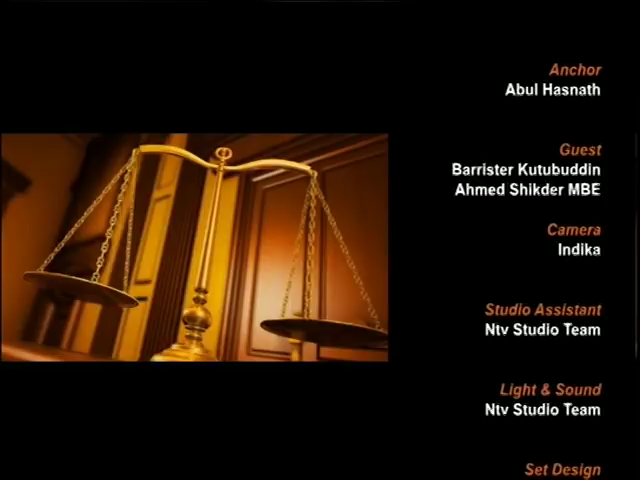 Anchor
Abul Hasnath
Guest
Barrister Kutubuddin
Ahmed Shikder MBE
Camera
Indika
Studio Assistant
Ntv Studio Team
Light & Sound
Ntv Studio Team
Set Design